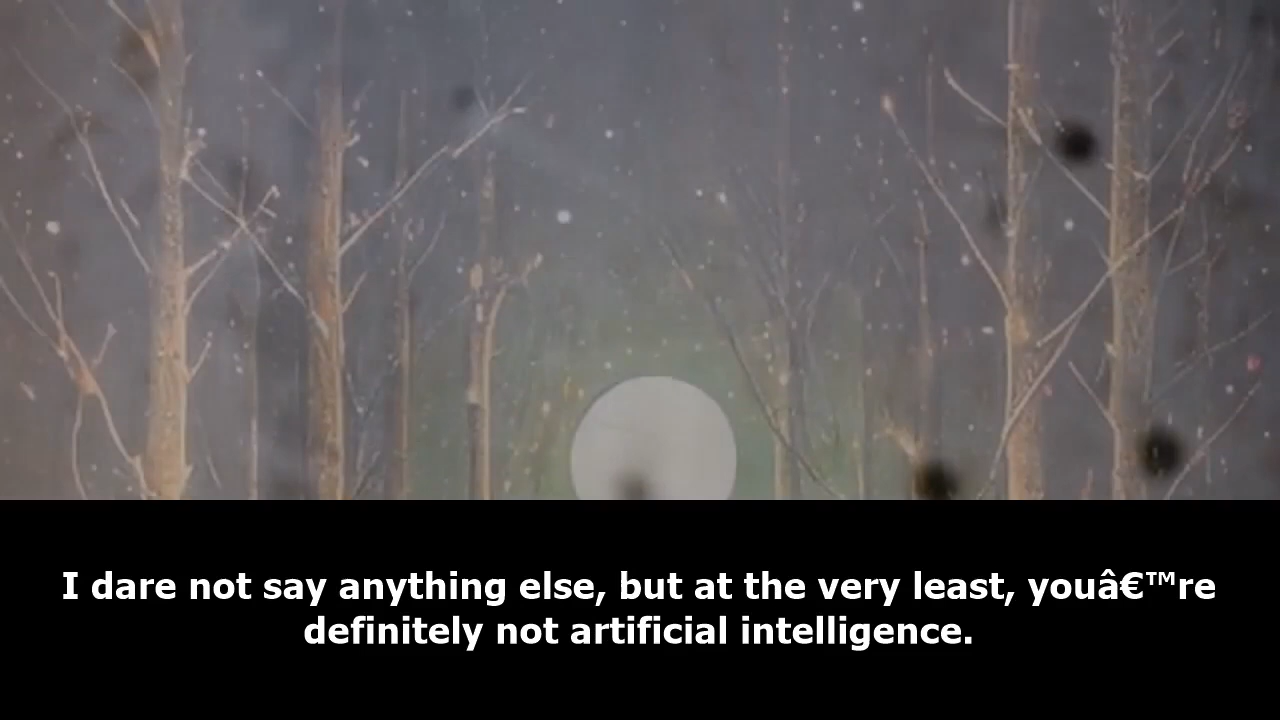 I dare not say anything else, but at the very least, youâ€™re
definitely not artificial intelligence.